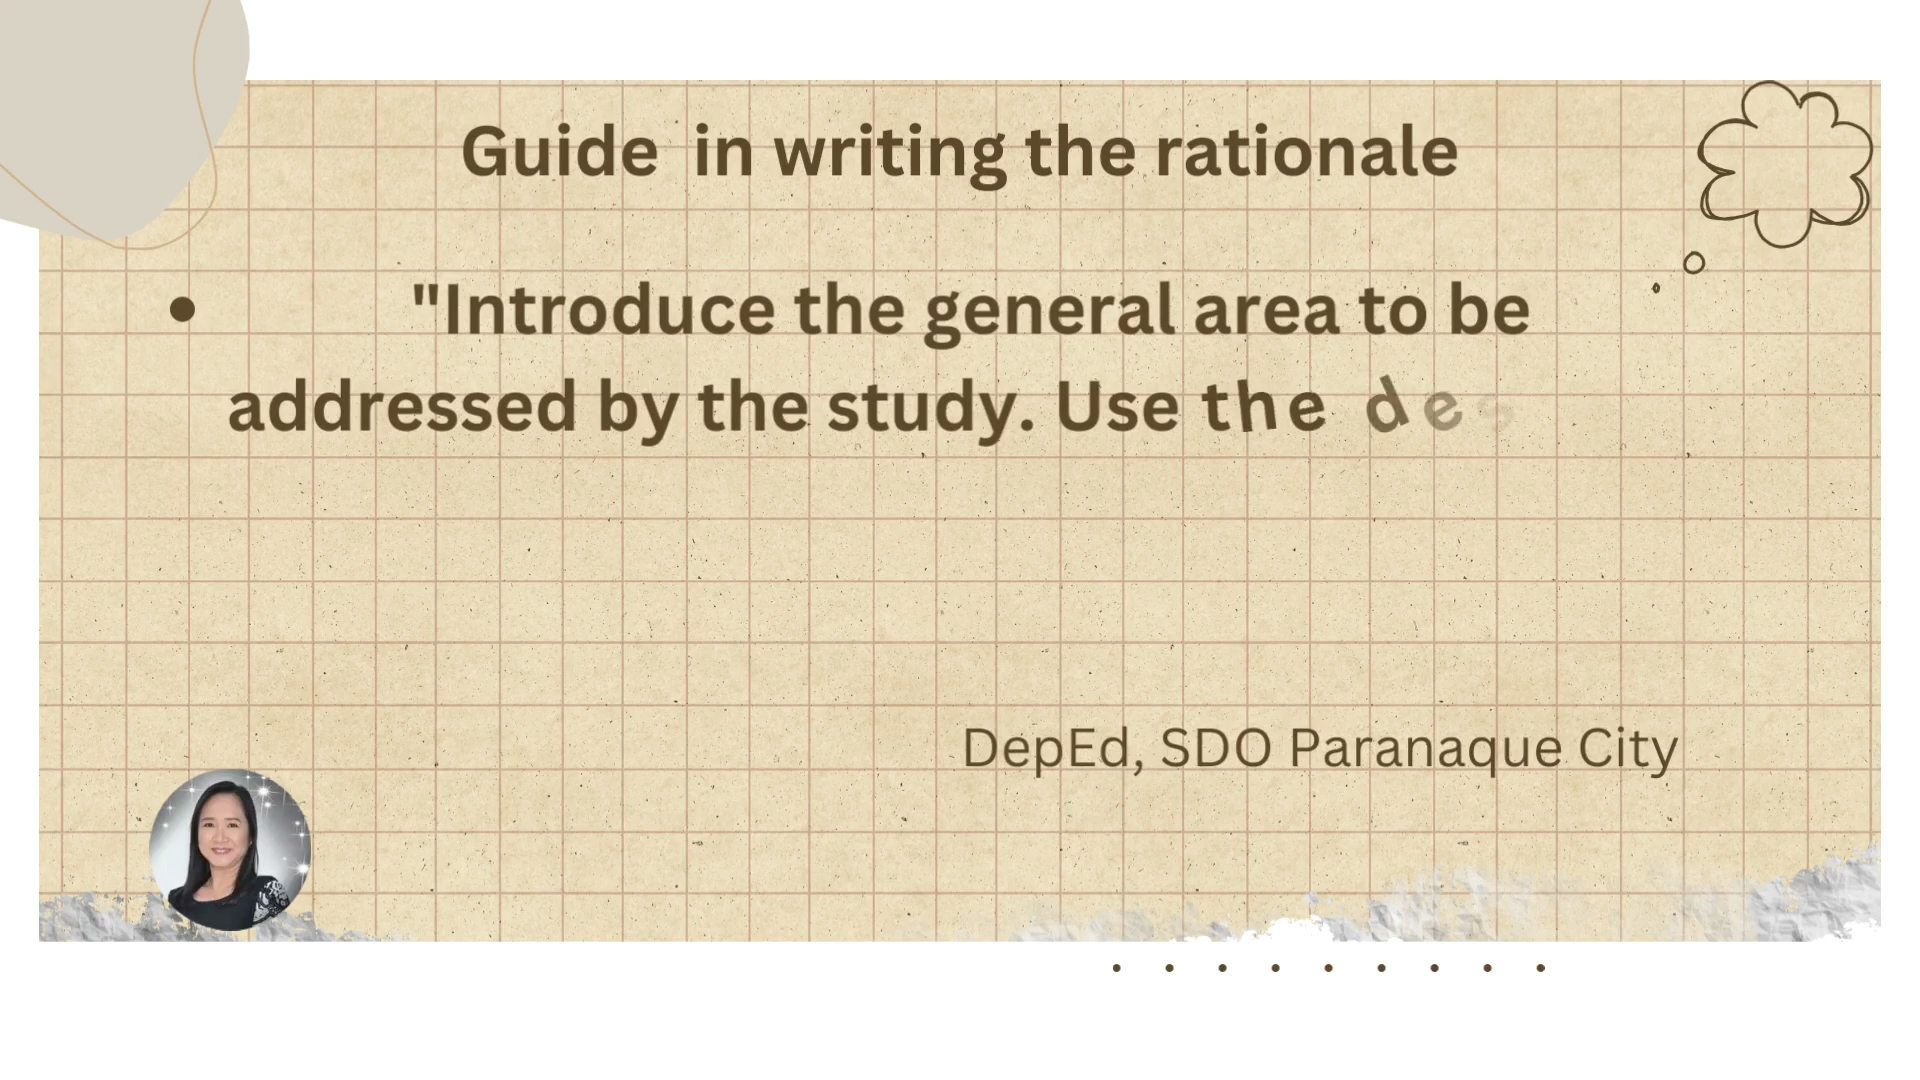 Guide in writing the rationale
• "Introduce the general area to be
addressed by the study. Use the des
DepEd, SDO Paranaque City